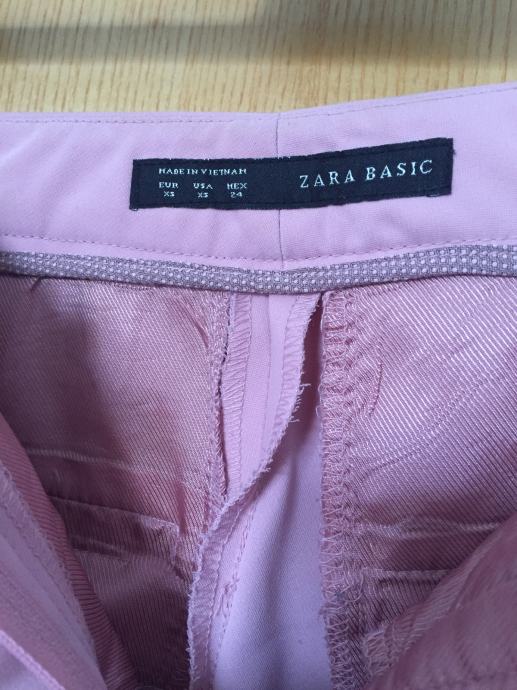 MADE IN VIETNAM
EUR USA MEX
XS XS 24
ZARA BASIC